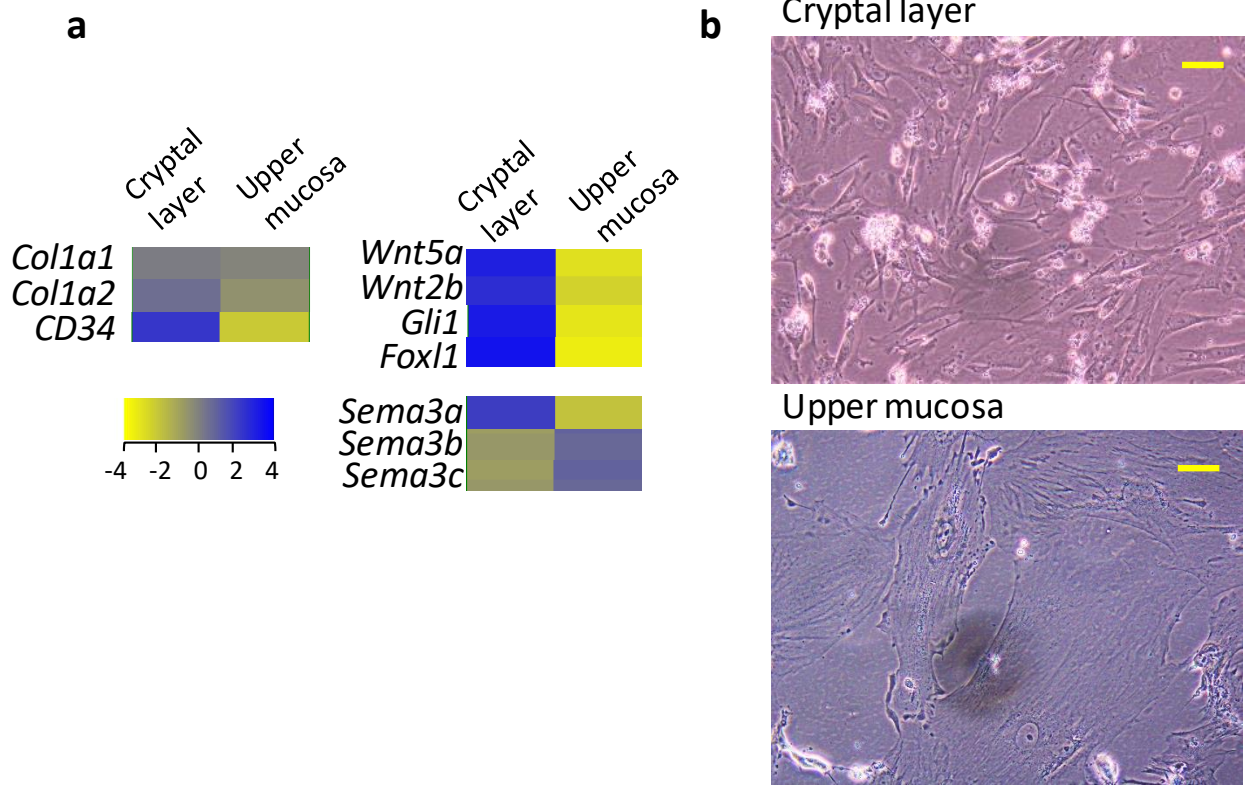 a
Cryptal
layer
Upper
mucosa
Col1a1
Col1a2
CD34
-4 -2 0 2 4
Cryptal
layer
Upper
mucosa
Wnt5a
Wnt2b
Gli1
Foxl1
Sema3a
Sema3b
Sema3c
b
Cryptal layer
Upper mucosa